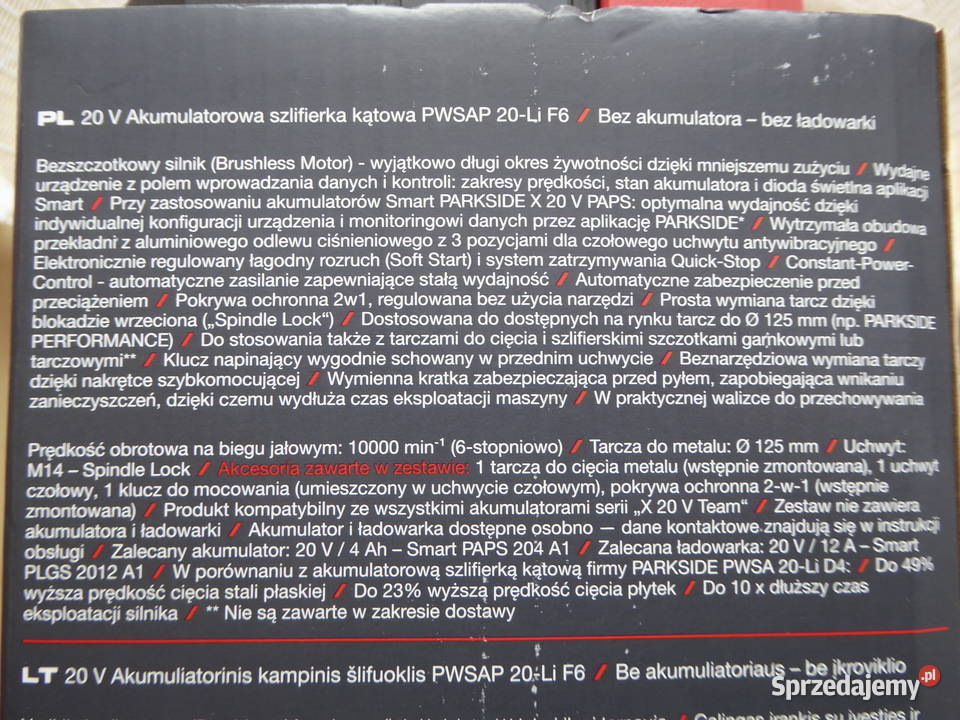 PL 20 V Akumulatorowa szlifierka kątowa PWSAP 20-Li F6 / Bez akumulatora – bez ładowarki
Bezszczotkowy silnik (Brushless Motor) - wyjątkowo długi okres żywotności dzięki mniejszemu zużyciu / Wydajne
urządzenie z polem wprowadzania danych i kontroli: zakresy prędkości, stan akumulatora i dioda świetlna aplikacji
Smart / Przy zastosowaniu akumulatorów Smart PARKSIDE X 20 V PAPS: optymalna wydajność dzięki
indywidualnej konfiguracji urządzenia i monitoringowi danych przez aplikację PARKSIDE* / Wytrzymała obudowa
przekładni z aluminiowego odlewu ciśnieniowego z 3 pozycjami dla czołowego uchwytu antywibracyjnego /
Elektronicznie regulowany łagodny rozruch (Soft Start) i system zatrzymywania Quick-Stop / Constant-Power-
Control - automatyczne zasilanie zapewniające stałą wydajność / Automatyczne zabezpieczenie przed
przeciążeniem / Pokrywa ochronna 2w1, regulowana bez użycia narzędzi / Prosta wymiana tarcz dzięki
blokadzie wrzeciona („Spindle Lock“) / Dostosowana do dostępnych na rynku tarcz do Ø 125 mm (np. PARKSIDE
PERFORMANCE) / Do stosowania także z tarczami do cięcia i szlifierskimi szczotkami garnkowymi lub
tarczowymi** / Klucz napinający wygodnie schowany w przednim uchwycie / Beznarzędziowa wymiana tarczy
dzięki nakrętce szybkomocującej / Wymienna kratka zabezpieczająca przed pyłem, zapobiegająca wnikaniu
zanieczyszczeń, dzięki czemu wydłuża czas eksploatacji maszyny / W praktycznej walizce do przechowywania
Prędkość obrotowa na biegu jałowym: 10000 min⁻¹ (6-stopniowo) / Tarcza do metalu: Ø 125 mm / Uchwyt:
M14 – Spindle Lock / Akcesoria zawarte w zestawie: 1 tarcza do cięcia metalu (wstępnie zmontowana), 1 uchwyt
czołowy, 1 klucz do mocowania (umieszczony w uchwycie czołowym), pokrywa ochronna 2-w-1 (wstępnie
zmontowana) / Produkt kompatybilny ze wszystkimi akumulatorami serii „X 20 V Team“ / Zestaw nie zawiera
akumulatora i ładowarki / Akumulator i ładowarka dostępne osobno — dane kontaktowe znajdują się w instrukcji
obsługi / Zalecany akumulator: 20 V / 4 Ah – Smart PAPS 204 A1 / Zalecana ładowarka: 20 V / 12 A – Smart
PLGS 2012 A1 / W porównaniu z akumulatorową szlifierką kątową firmy PARKSIDE PWSA 20-Li D4: / Do 49%
wyższa prędkość cięcia stali płaskiej / Do 23% wyższą prędkość cięcia płytek / Do 10 x dłuższy czas
eksploatacji silnika / ** Nie są zawarte w zakresie dostawy
LT 20 V Akumuliatorinis kampinis šlifuoklis PWSAP 20-Li F6 / Be akumuliatoriaus – be įkroviklio
Sprzedajemy.pl